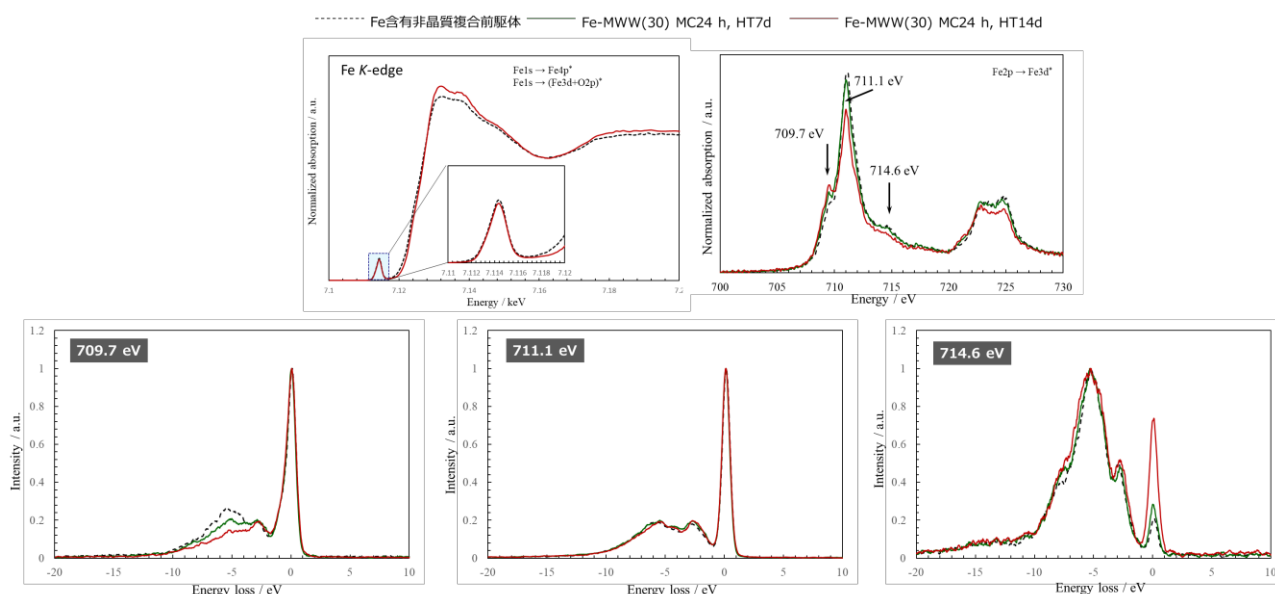 Fe含有非晶質複合前駆体 Fe-MWW(30) MC24 h, HT7d Fe-MWW(30) MC24 h, HT14d
Fe K-edge
Fe1s → Fe4p*
Fe1s → (Fe3d+O2p)*
Normalized absorption / a.u.
7.11 7.112 7.114 7.116 7.118 7.12
7.1 7.12 7.14 7.16 7.2
Energy / keV
Fe2p → Fe3d*
711.1 eV
709.7 eV
714.6 eV
Normalized absorption / a.u.
700 705 710 715 720 725 730
Energy / eV
709.7 eV
Intensity / a.u.
1.2
1
0.8
0.6
0.4
0.2
0
-20 -15 -10 -5 0 5 10
Energy loss / eV
711.1 eV
Intensity / a.u.
1.2
1
0.8
0.6
0.4
0.2
0
-20 -15 -10 -5 0 5 10
Energy loss / eV
714.6 eV
Intensity / a.u.
1.2
1
0.8
0.6
0.4
0.2
0
-20 -15 -10 -5 0 5 10
Energy loss / eV